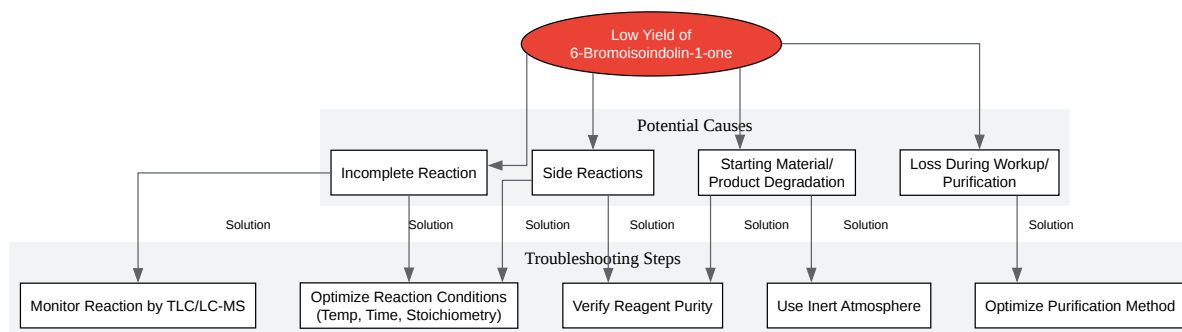 Low Yield of
6-Bromoisoindolin-1-one
Potential Causes
Incomplete Reaction
Side Reactions
Starting Material/
Product Degradation
Loss During Workup/
Purification
Solution
Solution
Solution
Solution
Solution
Solution
Troubleshooting Steps
Monitor Reaction by TLC/LC-MS
Optimize Reaction Conditions
(Temp, Time, Stoichiometry)
Verify Reagent Purity
Use Inert Atmosphere
Optimize Purification Method